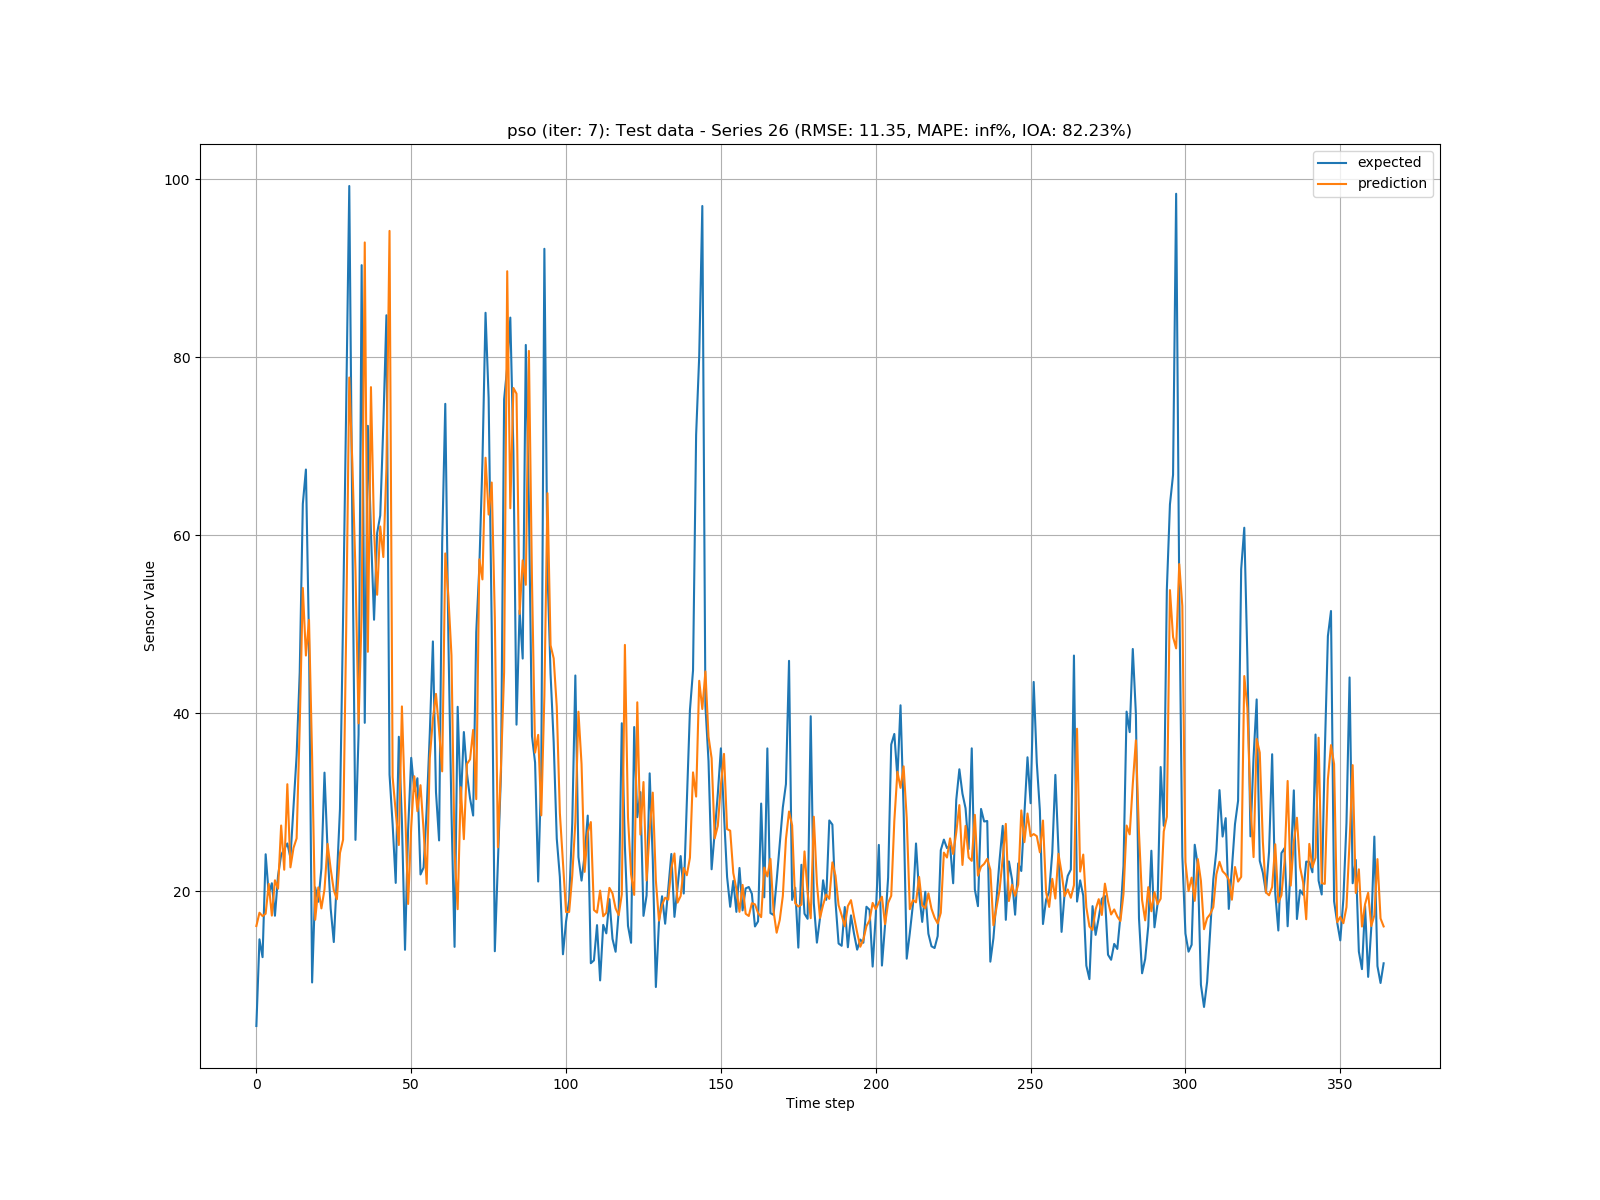 pso (iter: 7): Test data - Series 26 (RMSE: 11.35, MAPE: inf%, IOA: 82.23%)
expected
prediction
100
80
60
40
20
Sensor Value
0 50 100 150 200 250 300 350
Time step